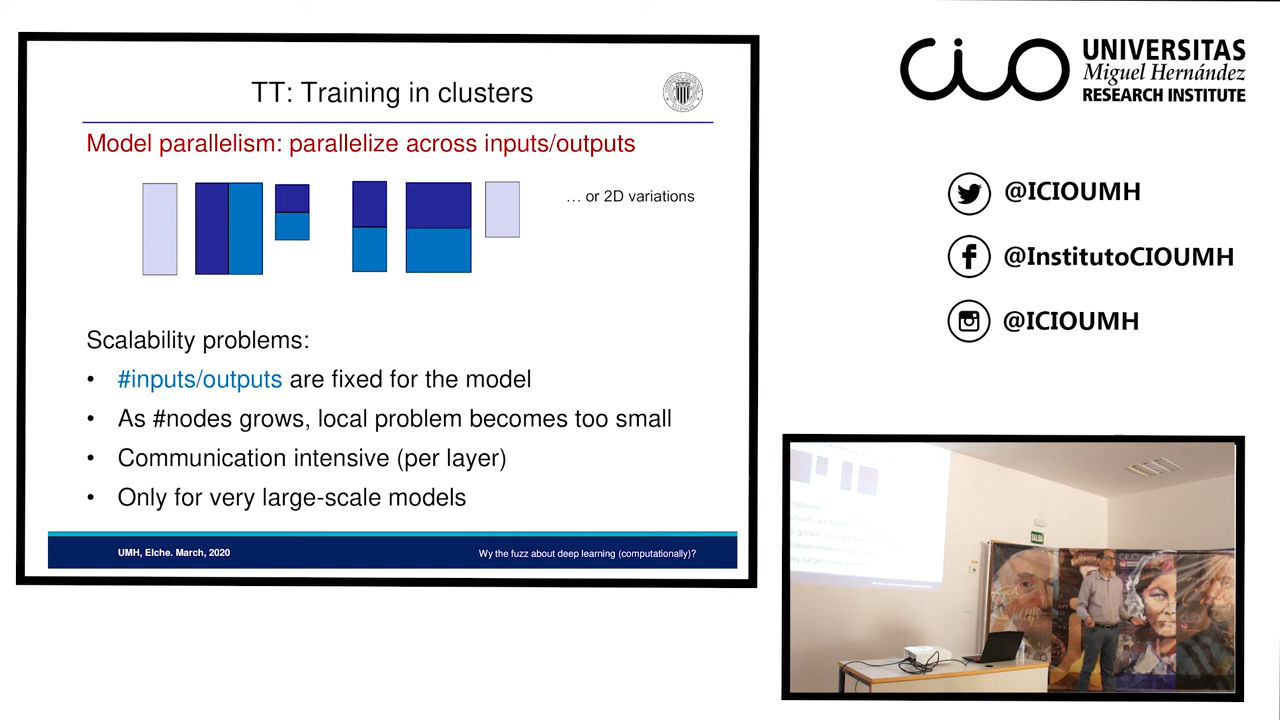 TT: Training in clusters
Model parallelism: parallelize across inputs/outputs
… or 2D variations
Scalability problems:
• #inputs/outputs are fixed for the model
• As #nodes grows, local problem becomes too small
• Communication intensive (per layer)
• Only for very large-scale models
UMH, Elche. March, 2020
Wy the fuzz about deep learning (computationally)?
cio
UNIVERSITAS
Miguel Hernández
RESEARCH INSTITUTE
@ICIOUMH
@InstitutoCIOUMH
@ICIOUMH
SALIDA